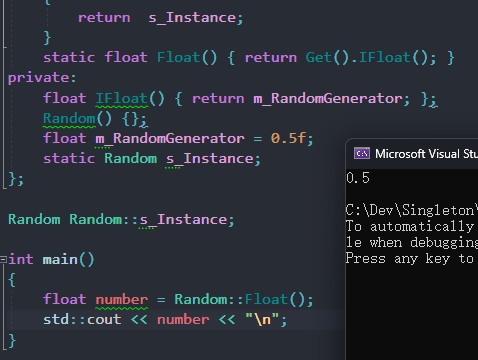 {
return s_Instance;
}
static float Float() { return Get().IFloat(); }
private:
float IFloat() { return m_RandomGenerator; };
Random() {};
float m_RandomGenerator = 0.5f;
static Random s_Instance;
};
Random Random::s_Instance;
int main()
{
float number = Random::Float();
std::cout << number << "\n";
}
Microsoft Visual Stu
0.5
C:\Dev\Singleton\
To automatically
le when debugging
Press any key to